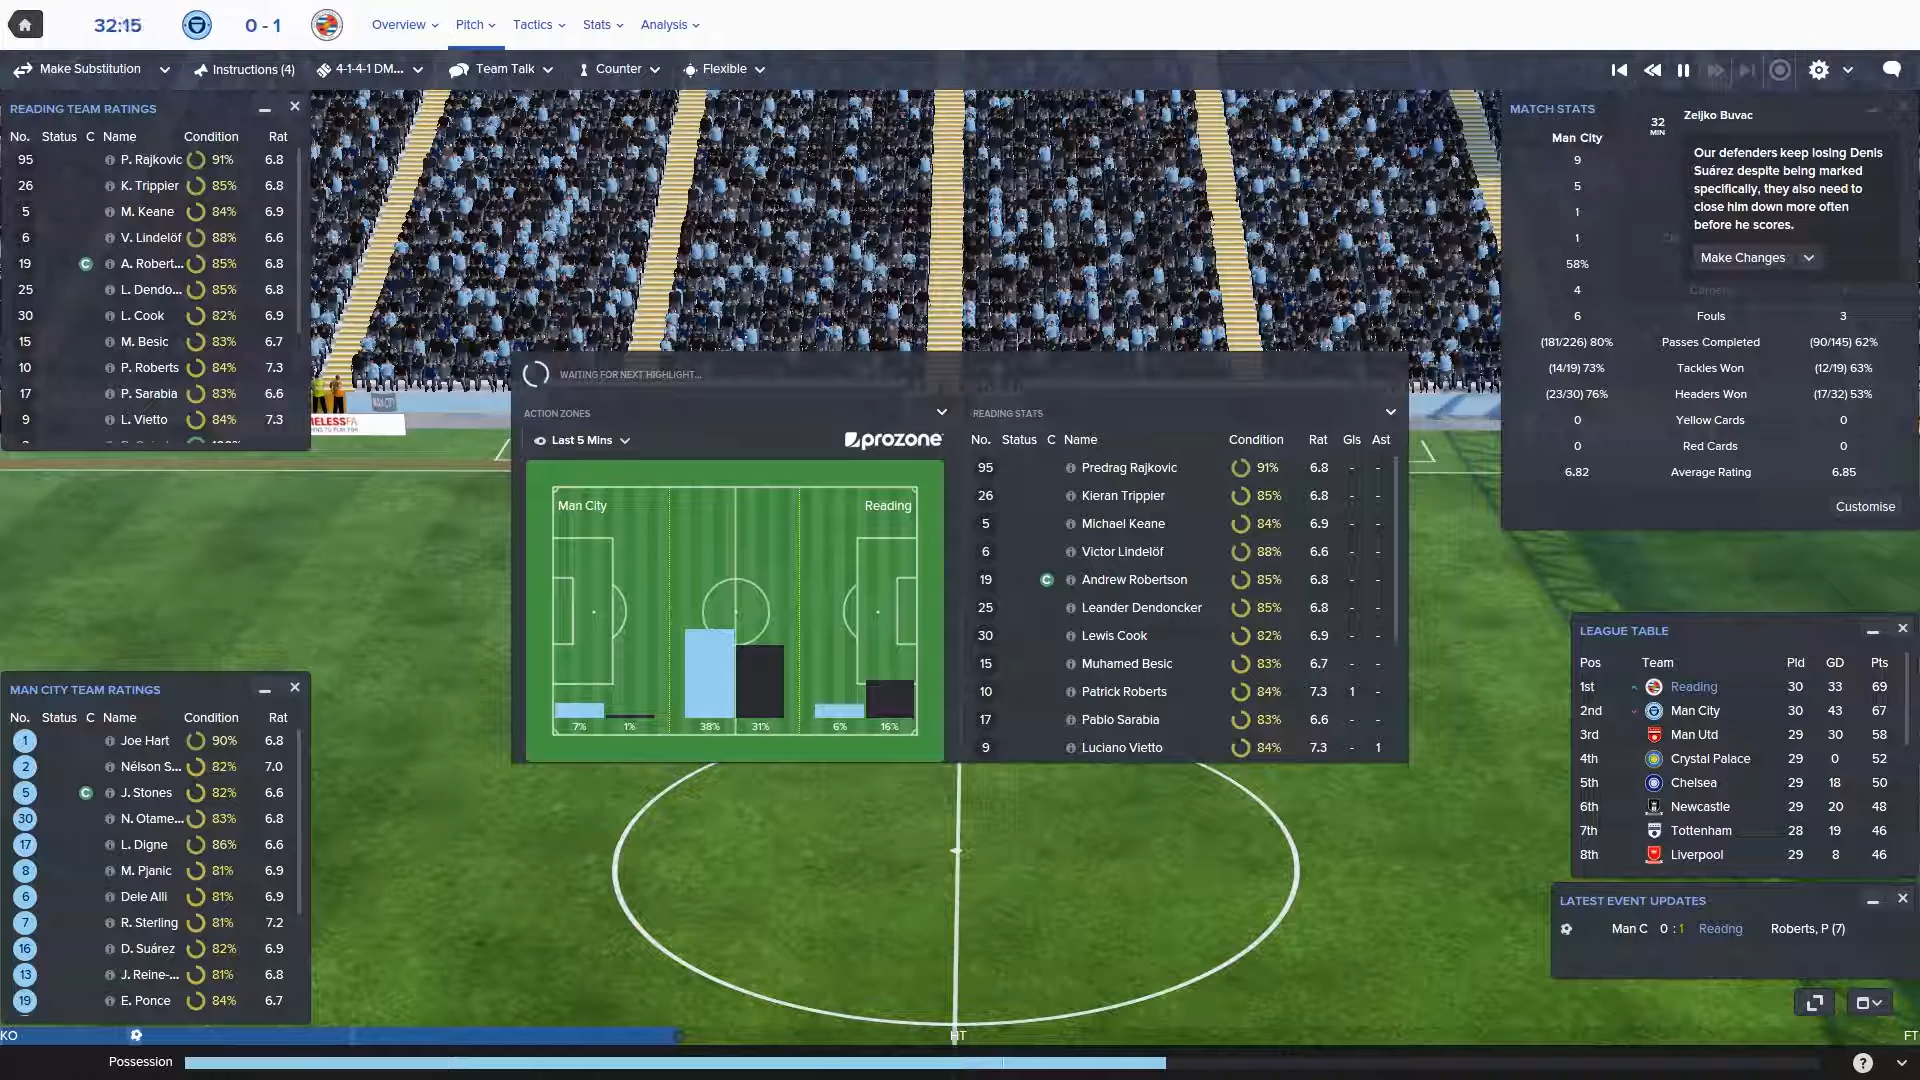 32:15
0 - 1
Overview
Pitch
Tactics
Stats
Analysis
Make Substitution
Instructions (4)
4-1-4-1 DM...
Team Talk
Counter
Flexible
READING TEAM RATINGS
No. Status C Name Condition Rat
95 P. Rajkovic 91% 6.8
26 K. Trippier 85% 6.8
5 M. Keane 84% 6.9
6 V. Lindelöf 88% 6.6
19 C A. Robert... 85% 6.8
25 L. Dendo... 85% 6.8
30 L. Cook 82% 6.9
15 M. Besic 83% 6.7
10 P. Roberts 84% 7.3
17 P. Sarabia 83% 6.6
9 L. Vietto 84% 7.3
MAN CITY TEAM RATINGS
No. Status C Name Condition Rat
1 Joe Hart 90% 6.8
2 Nélson S... 82% 7.0
5 C J. Stones 82% 6.6
30 N. Otame... 83% 6.8
17 L. Digne 86% 6.6
8 M. Pjanic 81% 6.9
6 Dele Alli 81% 6.9
7 R. Sterling 81% 7.2
16 D. Suárez 82% 6.9
13 J. Reine-... 81% 6.8
19 E. Ponce 84% 6.7
WAITING FOR NEXT HIGHLIGHT...
ACTION ZONES
Last 5 Mins
prozone
Man City
Reading
7% 1% 38% 31% 6% 16%
READING STATS
No. Status C Name Condition Rat Gls Ast
95 Predrag Rajkovic 91% 6.8 - -
26 Kieran Trippier 85% 6.8 - -
5 Michael Keane 84% 6.9 - -
6 Victor Lindelöf 88% 6.6 - -
19 C Andrew Robertson 85% 6.8 - -
25 Leander Dendoncker 85% 6.8 - -
30 Lewis Cook 82% 6.9 - -
15 Muhamed Besic 83% 6.7 - -
10 Patrick Roberts 84% 7.3 1 -
17 Pablo Sarabia 83% 6.6 - -
9 Luciano Vietto 84% 7.3 - 1
MATCH STATS
Man City
9
5
1
1
58%
4 Corners
6 Fouls 3
(181/226) 80% Passes Completed (90/145) 62%
(14/19) 73% Tackles Won (12/19) 63%
(23/30) 76% Headers Won (17/32) 53%
0 Yellow Cards 0
0 Red Cards 0
6.82 Average Rating 6.85
Customise
32
MIN
Zeljko Buvac
Our defenders keep losing Denis
Suárez despite being marked
specifically, they also need to
close him down more often
before he scores.
Make Changes
LEAGUE TABLE
Pos Team Pld GD Pts
1st Reading 30 33 69
2nd Man City 30 43 67
3rd Man Utd 29 30 58
4th Crystal Palace 29 0 52
5th Chelsea 29 18 50
6th Newcastle 29 20 48
7th Tottenham 28 19 46
8th Liverpool 29 8 46
LATEST EVENT UPDATES
Man C 0 : 1 Readng Roberts, P (7)
KO
HT
FT
Possession
?